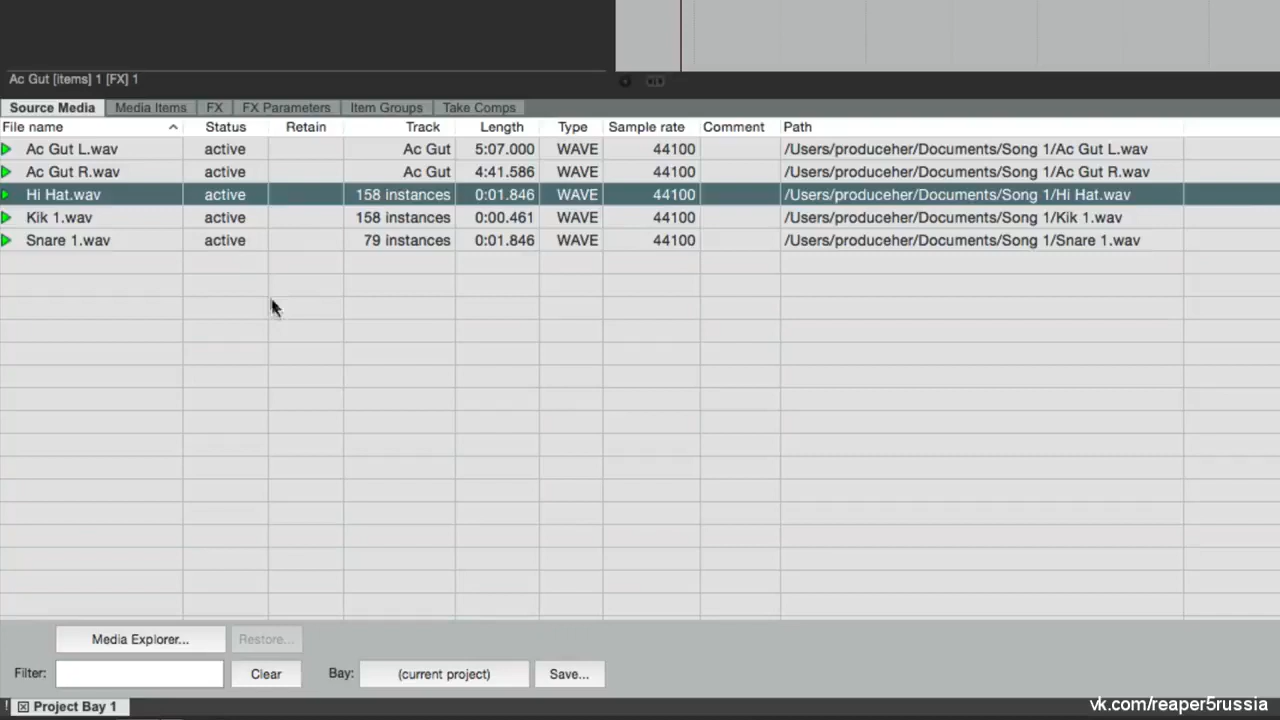 Ac Gut [items] 1 [FX] 1
Source Media Media Items FX FX Parameters Item Groups Take Comps
File name Status Retain Track Length Type Sample rate Comment Path
Ac Gut L.wav active Ac Gut 5:07.000 WAVE 44100 /Users/produceher/Documents/Song 1/Ac Gut L.wav
Ac Gut R.wav active Ac Gut 4:41.586 WAVE 44100 /Users/produceher/Documents/Song 1/Ac Gut R.wav
Hi Hat.wav active 158 instances 0:01.846 WAVE 44100 /Users/produceher/Documents/Song 1/Hi Hat.wav
Kik 1.wav active 158 instances 0:00.461 WAVE 44100 /Users/produceher/Documents/Song 1/Kik 1.wav
Snare 1.wav active 79 instances 0:01.846 WAVE 44100 /Users/produceher/Documents/Song 1/Snare 1.wav
Media Explorer... Restore...
Filter: Clear Bay: (current project) Save...
! Project Bay 1
vk.com/reaper5russia